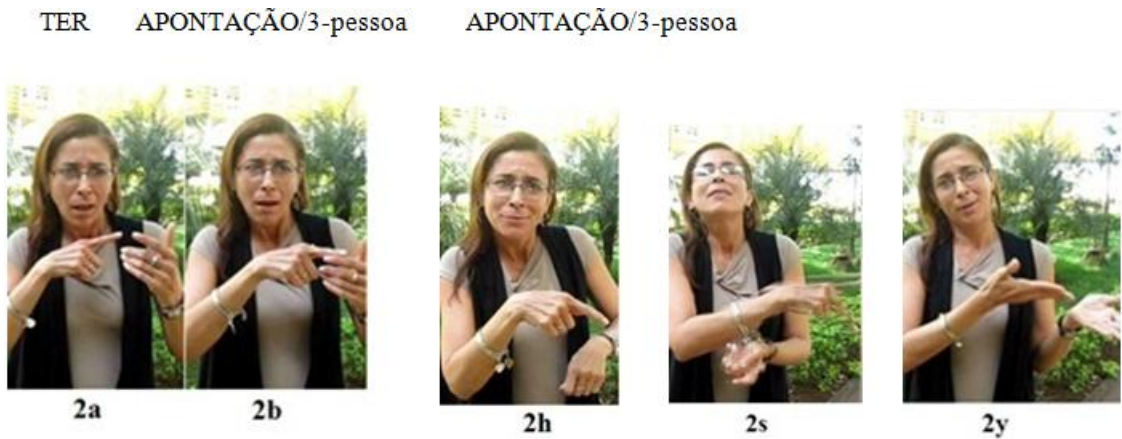 TER APONTAÇÃO/3-pessoa APONTAÇÃO/3-pessoa
2a 2b 2h 2s 2y